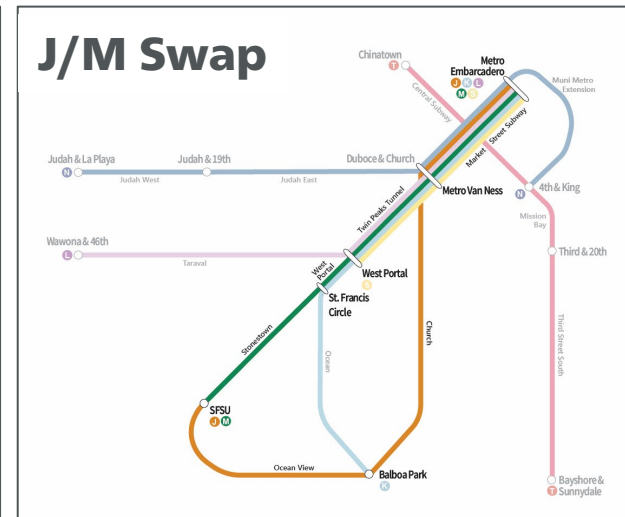 J/M Swap
Chinatown
T
Central Subway
Metro
Embarcadero
J K L
M S
Muni Metro
Extension
Market Street Subway
Judah & La Playa
N
Judah West
Judah & 19th
Judah East
Duboce & Church
Metro Van Ness
4th & King
N
Mission
Bay
Twin Peaks Tunnel
Wawona & 46th
L
Taraval
West
Portal
West Portal
S
Third & 20th
St. Francis
Circle
Stonestown
Ocean
Church
Third Street South
SFSU
J M
Ocean View
Balboa Park
K
Bayshore &
T Sunnydale